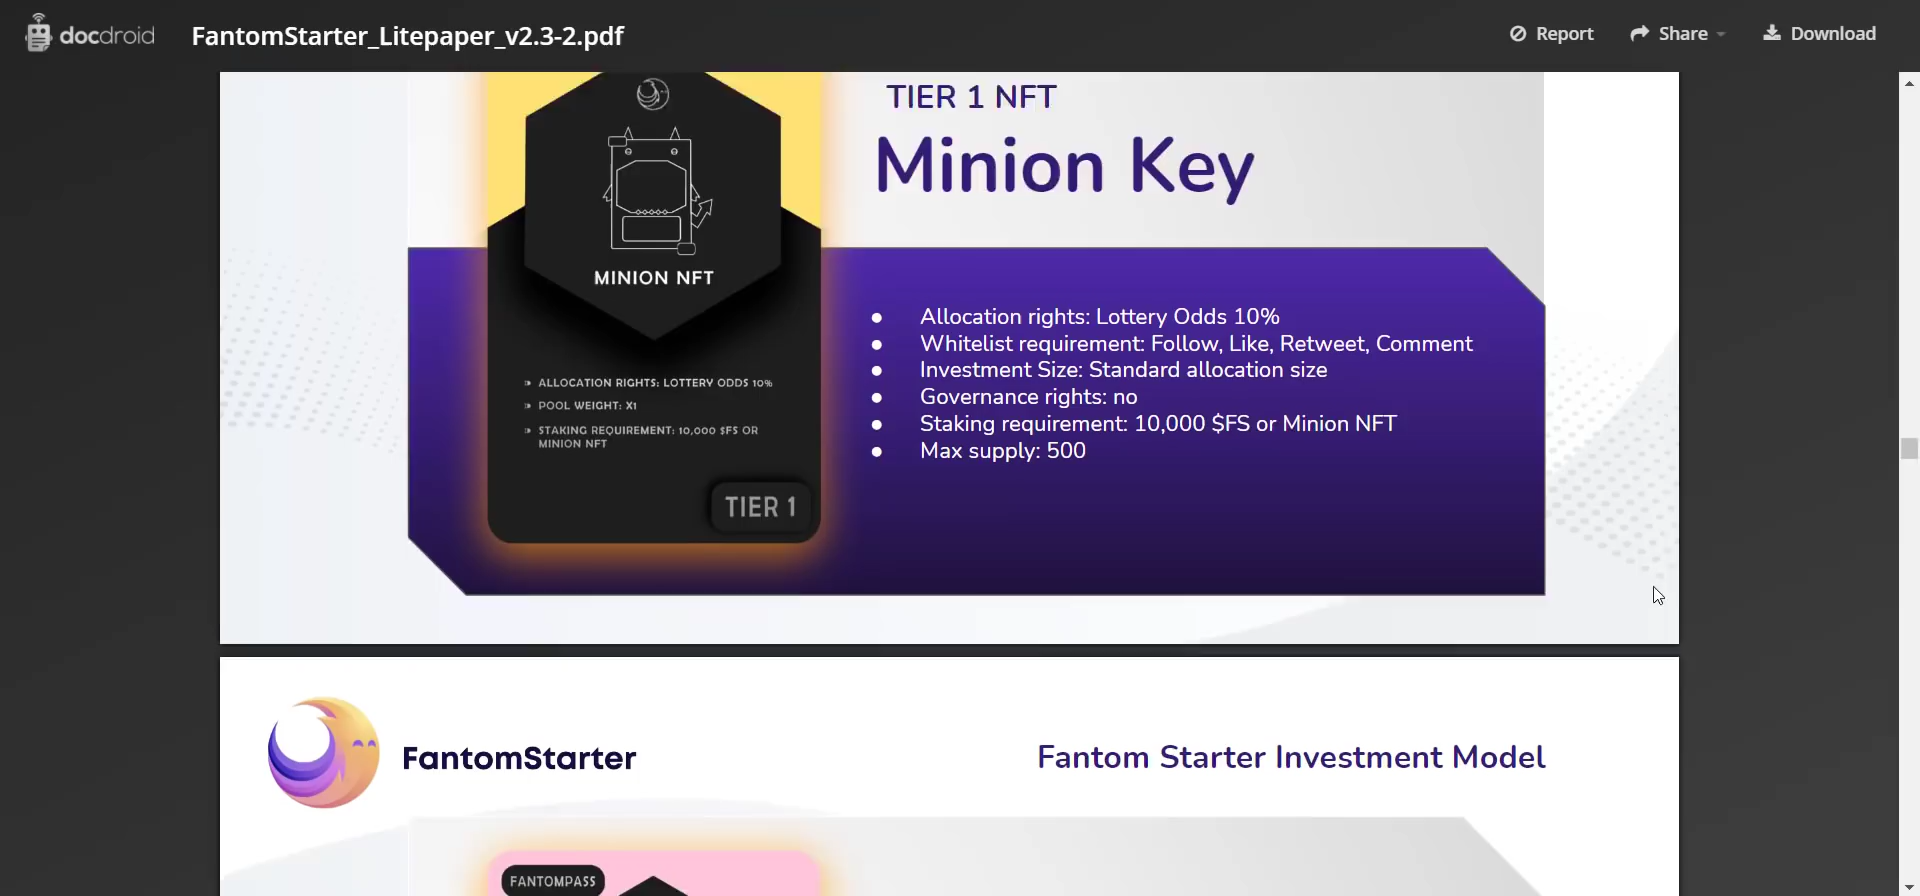 docdroid
FantomStarter_Litepaper_v2.3-2.pdf
Report
Share
Download
TIER 1 NFT
Minion Key
MINION NFT
ALLOCATION RIGHTS: LOTTERY ODDS 10%
POOL WEIGHT: X1
STAKING REQUIREMENT: 10,000 $FS OR
MINION NFT
TIER 1
● Allocation rights: Lottery Odds 10%
● Whitelist requirement: Follow, Like, Retweet, Comment
● Investment Size: Standard allocation size
● Governance rights: no
● Staking requirement: 10,000 $FS or Minion NFT
● Max supply: 500
FantomStarter
Fantom Starter Investment Model
FANTOMPASS